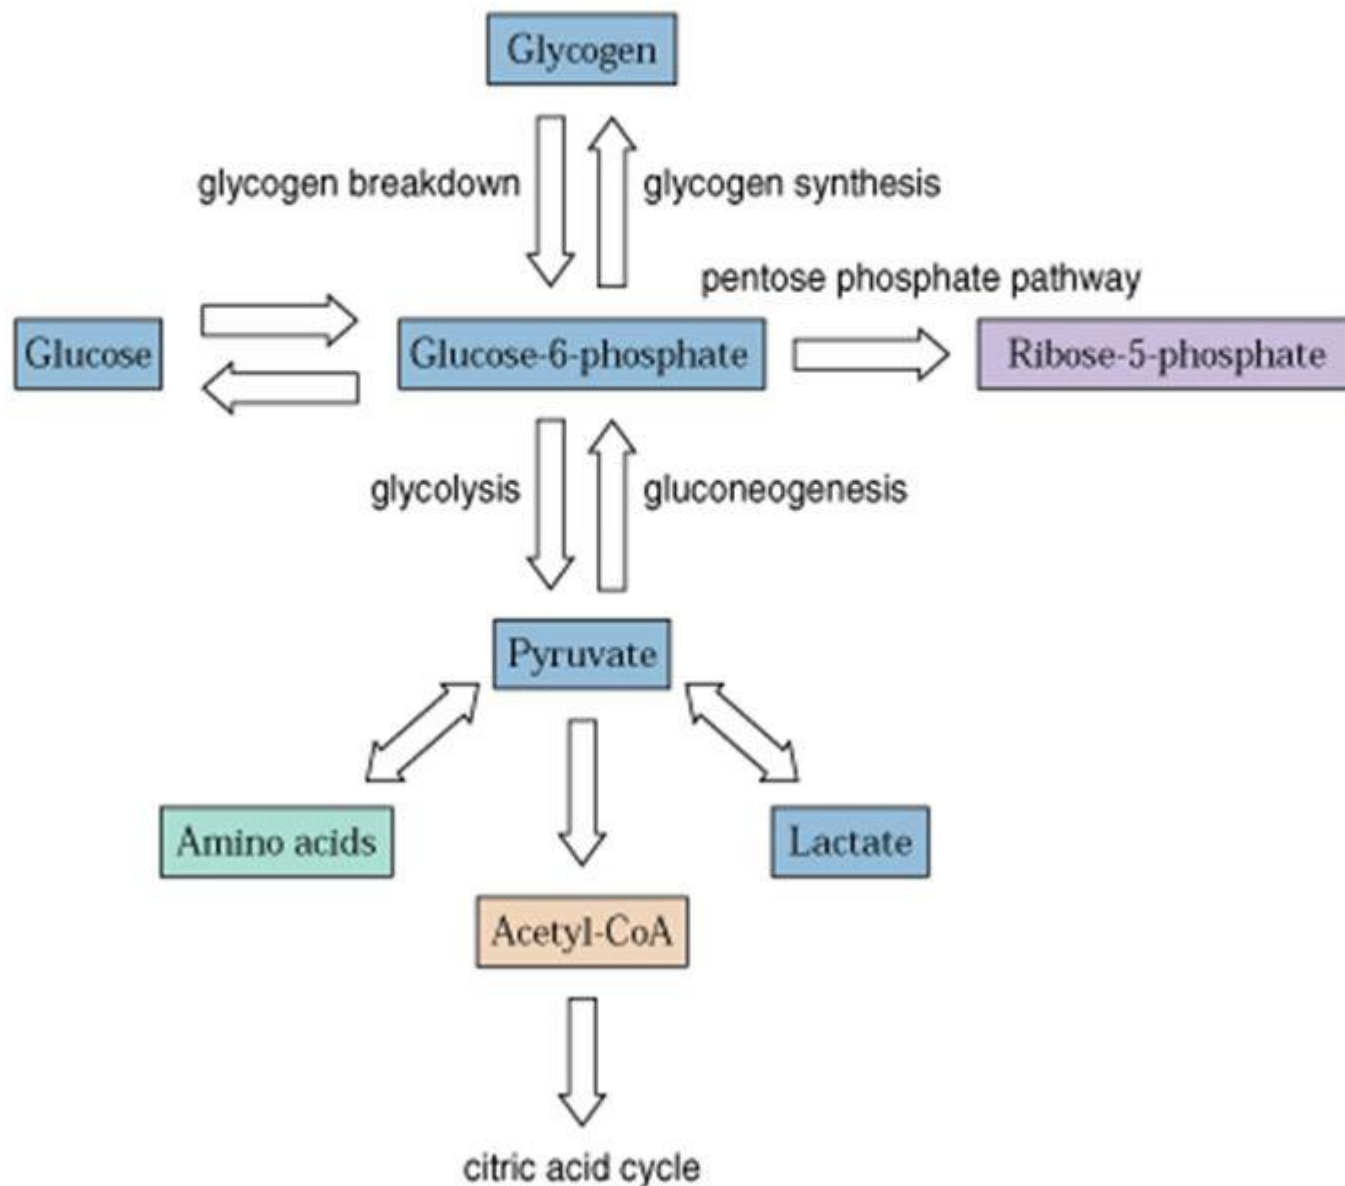 Glycogen
glycogen breakdown
glycogen synthesis
pentose phosphate pathway
Glucose
Glucose-6-phosphate
Ribose-5-phosphate
glycolysis
gluconeogenesis
Pyruvate
Amino acids
Lactate
Acetyl-CoA
citric acid cycle